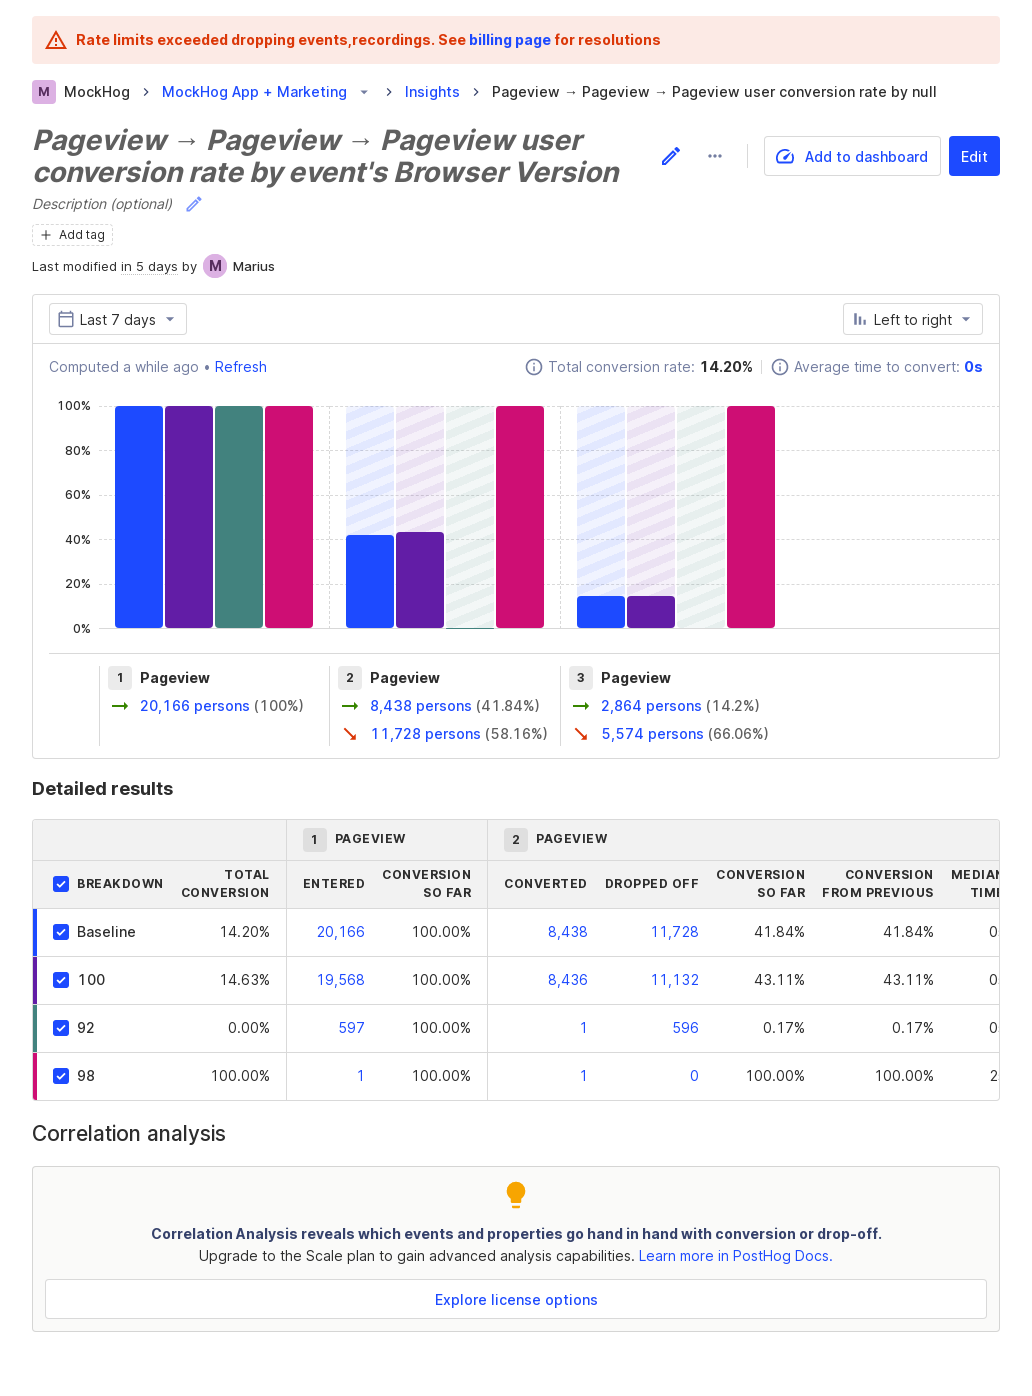 Rate limits exceeded dropping events,recordings. See billing page for resolutions
M MockHog > MockHog App + Marketing > Insights > Pageview → Pageview → Pageview user conversion rate by null
Pageview → Pageview → Pageview user
conversion rate by event's Browser Version
Add to dashboard
Edit
Description (optional)
+ Add tag
Last modified in 5 days by M Marius
Last 7 days
Left to right
Computed a while ago • Refresh
Total conversion rate: 14.20%
Average time to convert: 0s
100%
80%
60%
40%
20%
0%
1 Pageview
20,166 persons (100%)
2 Pageview
8,438 persons (41.84%)
11,728 persons (58.16%)
3 Pageview
2,864 persons (14.2%)
5,574 persons (66.06%)
Detailed results
1 PAGEVIEW 2 PAGEVIEW
BREAKDOWN TOTAL CONVERSION ENTERED CONVERSION SO FAR CONVERTED DROPPED OFF CONVERSION SO FAR CONVERSION FROM PREVIOUS MEDIAN
Baseline 14.20% 20,166 100.00% 8,438 11,728 41.84% 41.84% 0
100 14.63% 19,568 100.00% 8,436 11,132 43.11% 43.11% 0
92 0.00% 597 100.00% 1 596 0.17% 0.17% 0
98 100.00% 1 100.00% 1 0 100.00% 100.00% 2
Correlation analysis
Correlation Analysis reveals which events and properties go hand in hand with conversion or drop-off.
Upgrade to the Scale plan to gain advanced analysis capabilities. Learn more in PostHog Docs.
Explore license options